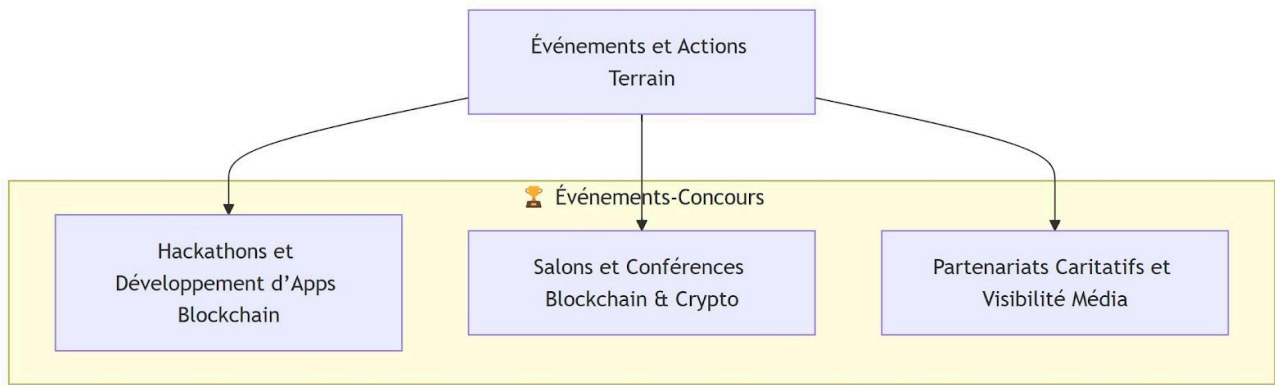 Événements et Actions
Terrain
🏆 Événements-Concours
Hackathons et
Développement d’Apps
Blockchain
Salons et Conférences
Blockchain & Crypto
Partenariats Caritatifs et
Visibilité Média